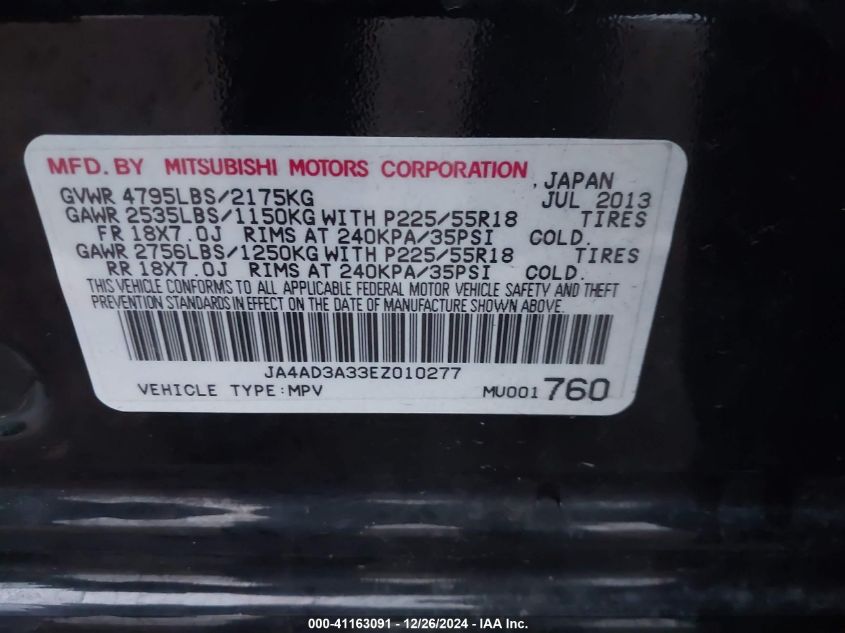 MFD. BY MITSUBISHI MOTORS CORPORATION , JAPAN
GVWR 4795LBS/2175KG JUL 2013
GAWR 2535LBS/1150KG WITH P225/55R18 TIRES
FR 18X7.0J RIMS AT 240KPA/35PSI COLD.
GAWR 2756LBS/1250KG WITH P225/55R18 TIRES
RR 18X7.0J RIMS AT 240KPA/35PSI COLD.
THIS VEHICLE CONFORMS TO ALL APPLICABLE FEDERAL MOTOR VEHICLE SAFETY AND THEFT
PREVENTION STANDARDS IN EFFECT ON THE DATE OF MANUFACTURE SHOWN ABOVE.
JA4AD3A33EZ010277
VEHICLE TYPE:MPV MU001760
000-41163091 - 12/26/2024 - IAA Inc.